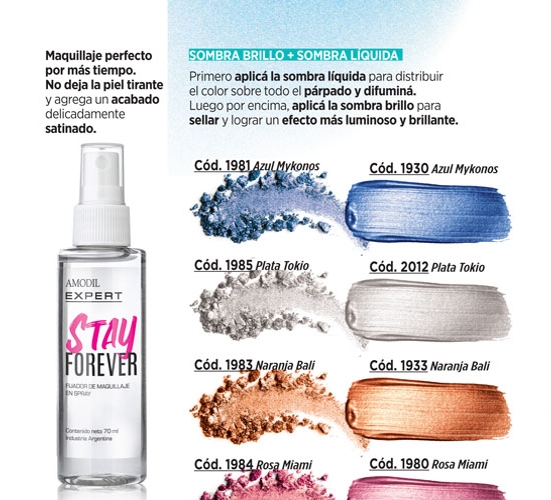 Maquillaje perfecto
por más tiempo.
No deja la piel tirante
y agrega un acabado
delicadamente
satinado.
AMODIL
EXPERT
STAY
FOREVER
FIJADOR DE MAQUILLAJE
EN SPRAY
Contenido neto 70 ml
Industria Argentina
SOMBRA BRILLO + SOMBRA LÍQUIDA
Primero aplicá la sombra líquida para distribuir
el color sobre todo el párpado y difuminá.
Luego por encima, aplicá la sombra brillo para
sellar y lograr un efecto más luminoso y brillante.
Cód. 1981 Azul Mykonos
Cód. 1930 Azul Mykonos
Cód. 1985 Plata Tokio
Cód. 2012 Plata Tokio
Cód. 1983 Naranja Bali
Cód. 1933 Naranja Bali
Cód. 1984 Rosa Miami
Cód. 1980 Rosa Miami